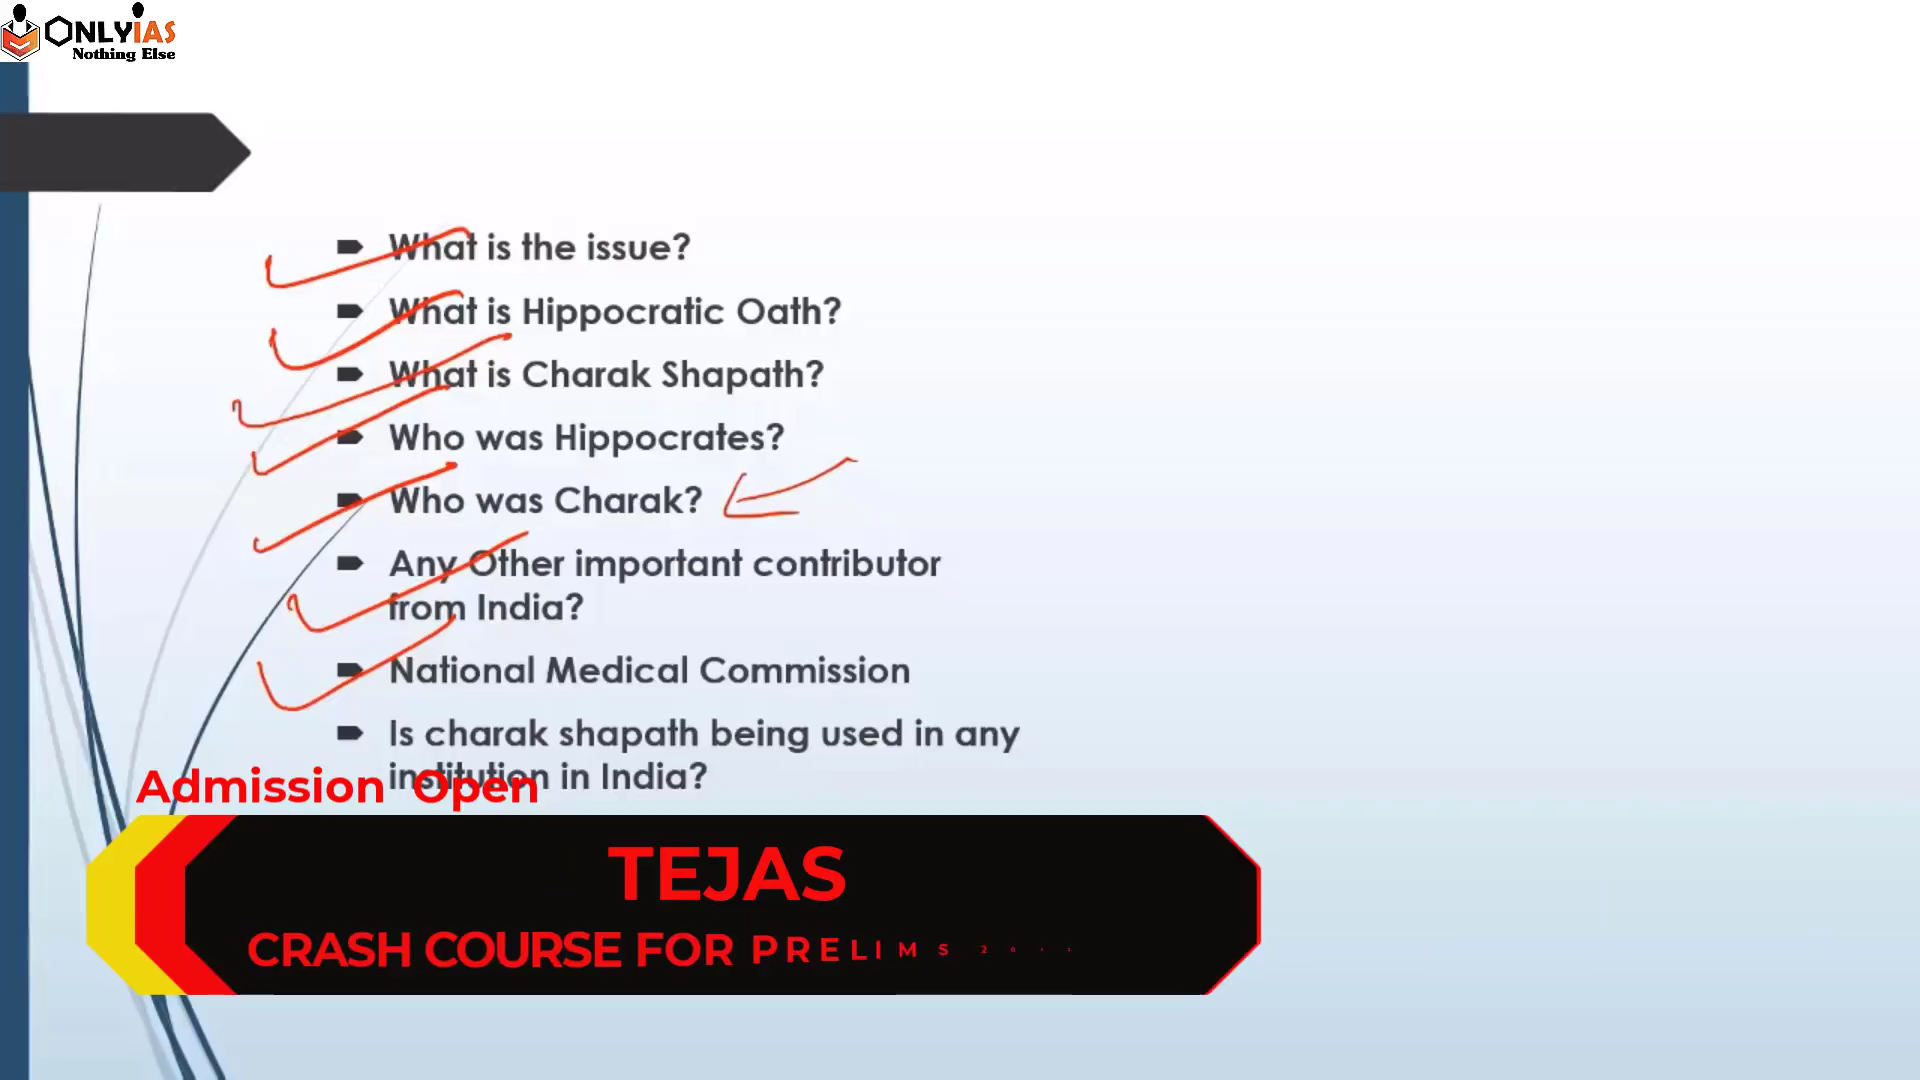 ONLYIAS
Nothing Else
What is the issue?
What is Hippocratic Oath?
What is Charak Shapath?
Who was Hippocrates?
Who was Charak?
Any Other important contributor
from India?
National Medical Commission
Is charak shapath being used in any
institution in India?
Admission Open
TEJAS
CRASH COURSE FOR PRELIMS